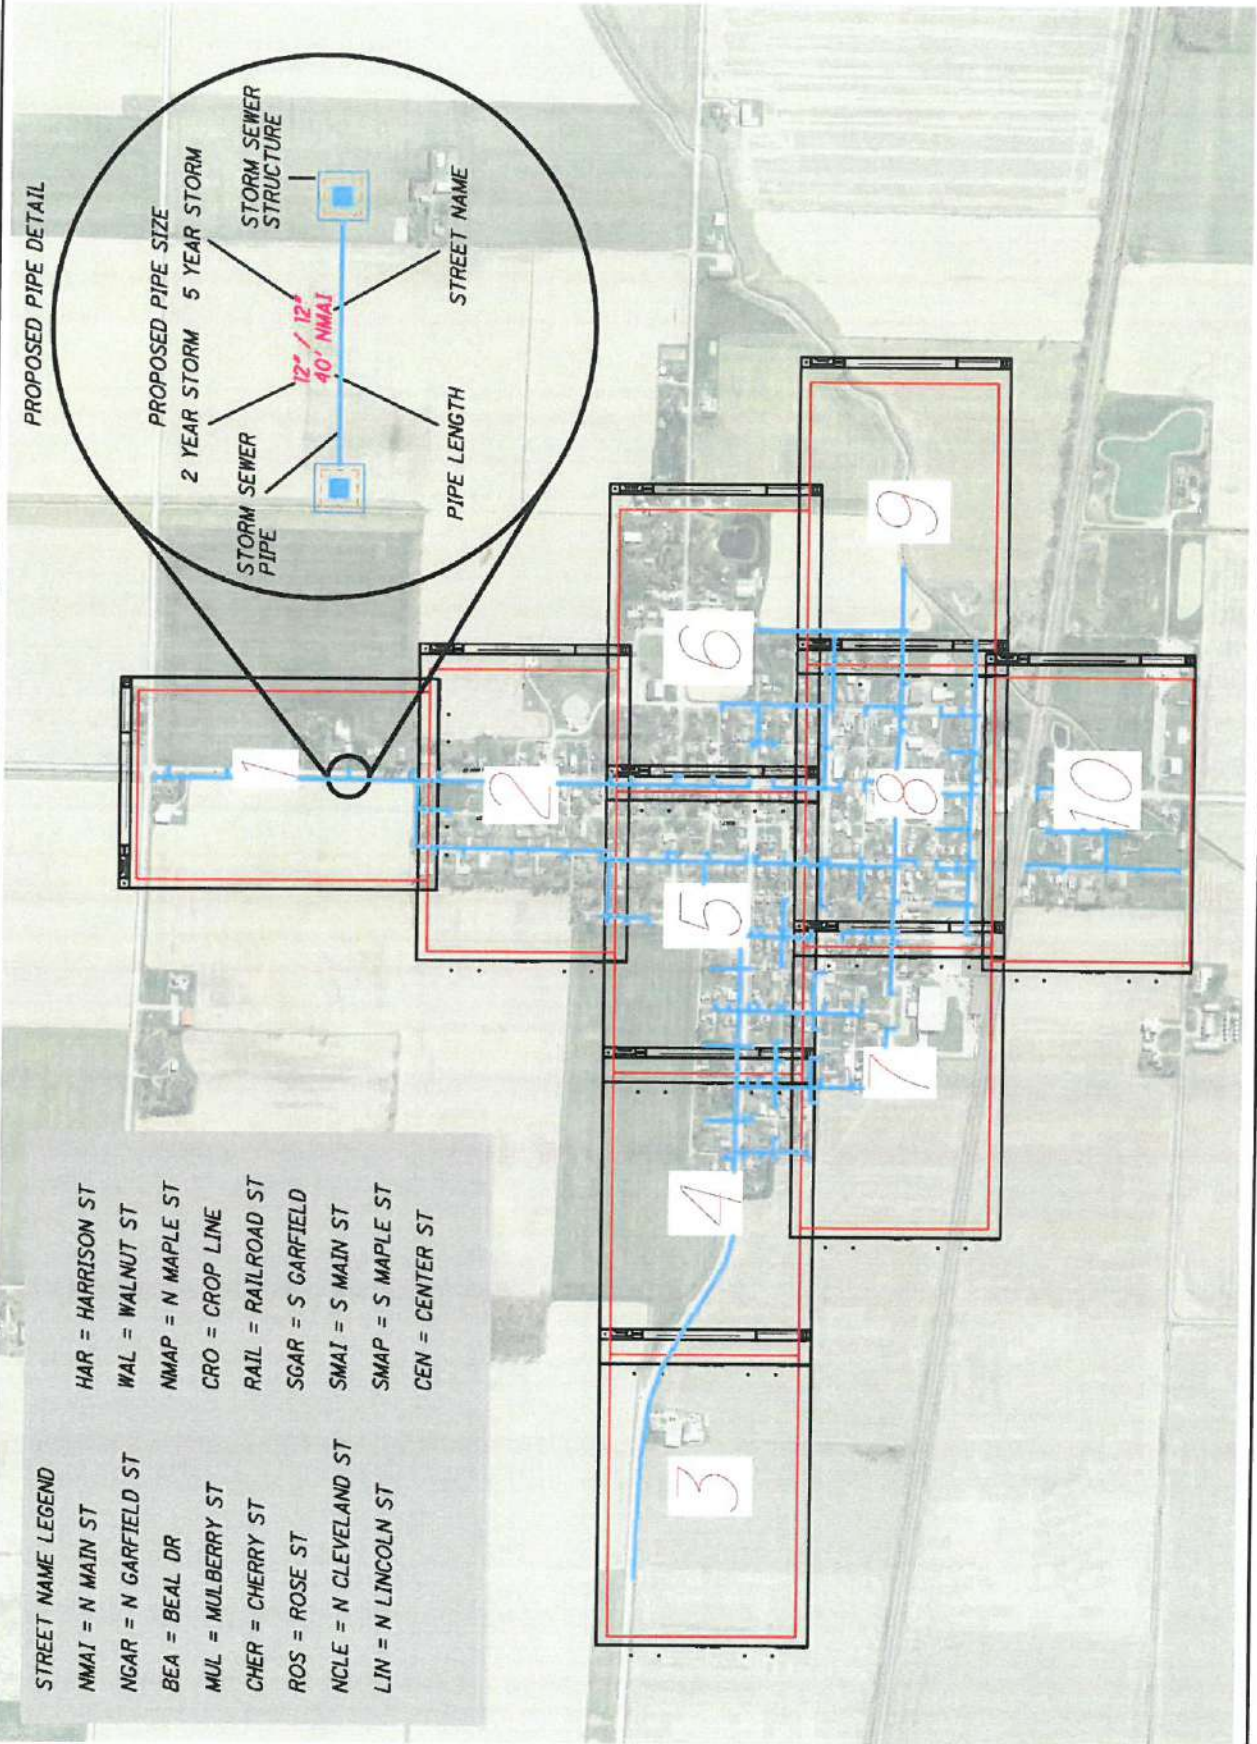 PROPOSED PIPE DETAIL
PROPOSED PIPE SIZE
2 YEAR STORM 5 YEAR STORM
STORM SEWER
STRUCTURE
STORM SEWER
PIPE
12" / 12"
40' NMAI
PIPE LENGTH
STREET NAME
STREET NAME LEGEND
NMAI = N MAIN ST
NGAR = N GARFIELD ST
BEA = BEAL DR
MUL = MULBERRY ST
CHER = CHERRY ST
ROS = ROSE ST
NCLE = N CLEVELAND ST
LIN = N LINCOLN ST
HAR = HARRISON ST
WAL = WALNUT ST
NMAP = N MAPLE ST
CRO = CROP LINE
RAIL = RAILROAD ST
SGAR = S GARFIELD
SMAI = S MAIN ST
SMAP = S MAPLE ST
CEN = CENTER ST
1
2
3
4
5
6
7
8
9
10